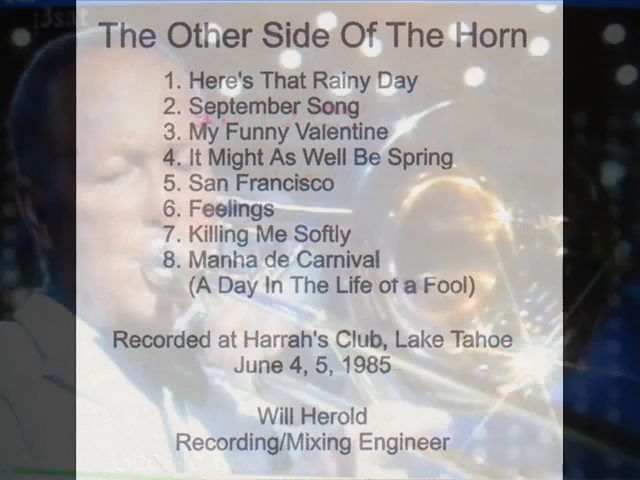 j3sat
The Other Side Of The Horn
1. Here's That Rainy Day
2. September Song
3. My Funny Valentine
4. It Might As Well Be Spring
5. San Francisco
6. Feelings
7. Killing Me Softly
8. Manha de Carnival
(A Day In The Life of a Fool)
Recorded at Harrah's Club, Lake Tahoe
June 4, 5, 1985
Will Herold
Recording/Mixing Engineer